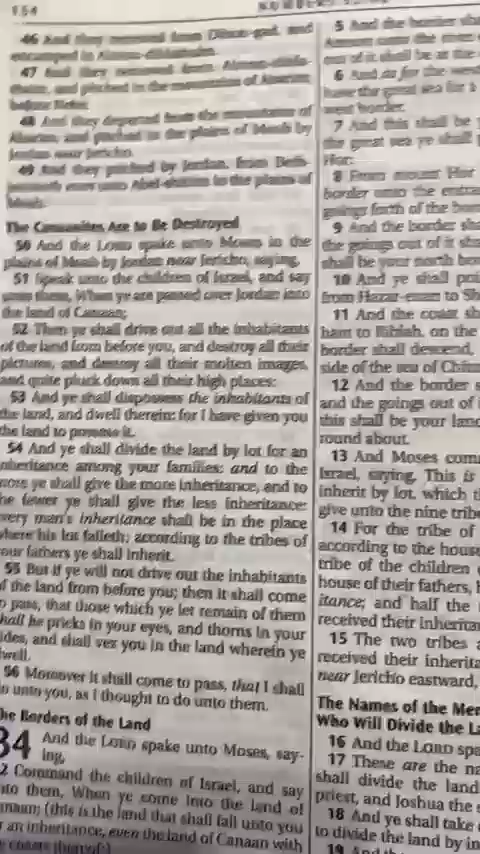 154
46 And they removed from Dibon-gad, and
encamped in Almon-diblathaim.
47 And they removed from Almon-dibla-
thaim, and pitched in the mountains of Abarim,
before Nebo.
48 And they departed from the mountains of
Abarim, and pitched in the plains of Moab by
Jordan near Jericho.
49 And they pitched by Jordan, from Beth-
jesimoth even unto Abel-shittim in the plains of
Moab.
The Canaanites Are to Be Destroyed
50 And the LORD spake unto Moses in the
plains of Moab by Jordan near Jericho, saying,
51 Speak unto the children of Israel, and say
unto them, When ye are passed over Jordan into
the land of Canaan;
52 Then ye shall drive out all the inhabitants
of the land from before you, and destroy all their
pictures, and destroy all their molten images,
and quite pluck down all their high places:
53 And ye shall dispossess the inhabitants of
the land, and dwell therein: for I have given you
the land to possess it.
54 And ye shall divide the land by lot for an
inheritance among your families: and to the
more ye shall give the more inheritance, and to
he fewer ye shall give the less inheritance:
very man's inheritance shall be in the place
where his lot falleth; according to the tribes of
our fathers ye shall inherit.
55 But if ye will not drive out the inhabitants
f the land from before you; then it shall come
o pass, that those which ye let remain of them
hall be pricks in your eyes, and thorns in your
ides, and shall vex you in the land wherein ye
well.
56 Moreover it shall come to pass, that I shall
o unto you, as I thought to do unto them.
he Borders of the Land
34 And the LORD spake unto Moses, say-
ing,
2 Command the children of Israel, and say
nto them, When ye come into the land of
anaan; (this is the land that shall fall unto you
r an inheritance, even the land of Canaan with
e coasts thereof:)
5 And the border sha
out of it shall be at the
6 And as for the west
have the great sea for a
west border.
7 And this shall be
the great sea ye shall
Hor:
8 From mount Hor
border unto the entra
goings forth of the bor
9 And the border sha
the goings out of it sha
shall be your north bor
10 And ye shall poi
from Hazar-enan to Sh
11 And the coast sh
ham to Riblah, on the
border shall descend,
side of the sea of Chinn
12 And the border s
and the goings out of i
this shall be your land
round about.
13 And Moses com
Israel, saying, This is
inherit by lot, which th
give unto the nine tribe
14 For the tribe of
according to the house
tribe of the children
house of their fathers, h
itance; and half the
received their inheritan
15 The two tribes a
received their inherita
near Jericho eastward,
The Names of the Men
Who Will Divide the La
16 And the LORD spa
17 These are the na
shall divide the land
priest, and Joshua the s
18 And ye shall take
to divide the land by in
19 And th